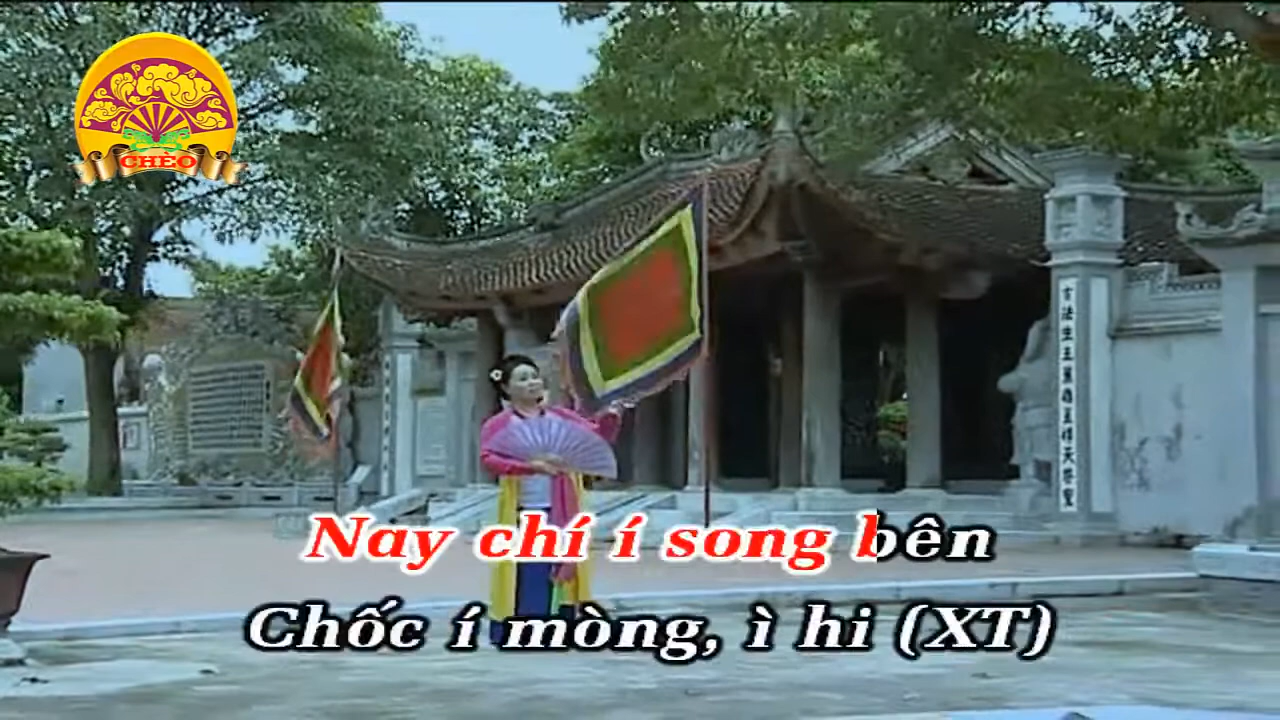 CHÈO
Nay chí í song bên
Chốc í mòng, ì hi (XT)